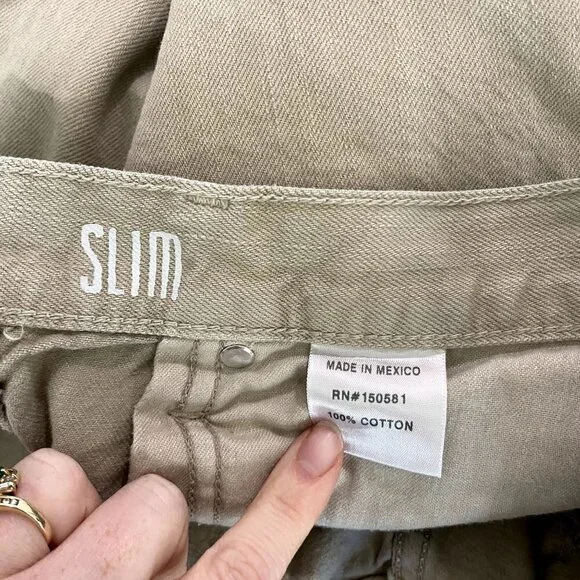 SLIM
MADE IN MEXICO
RN#150581
100% COTTON